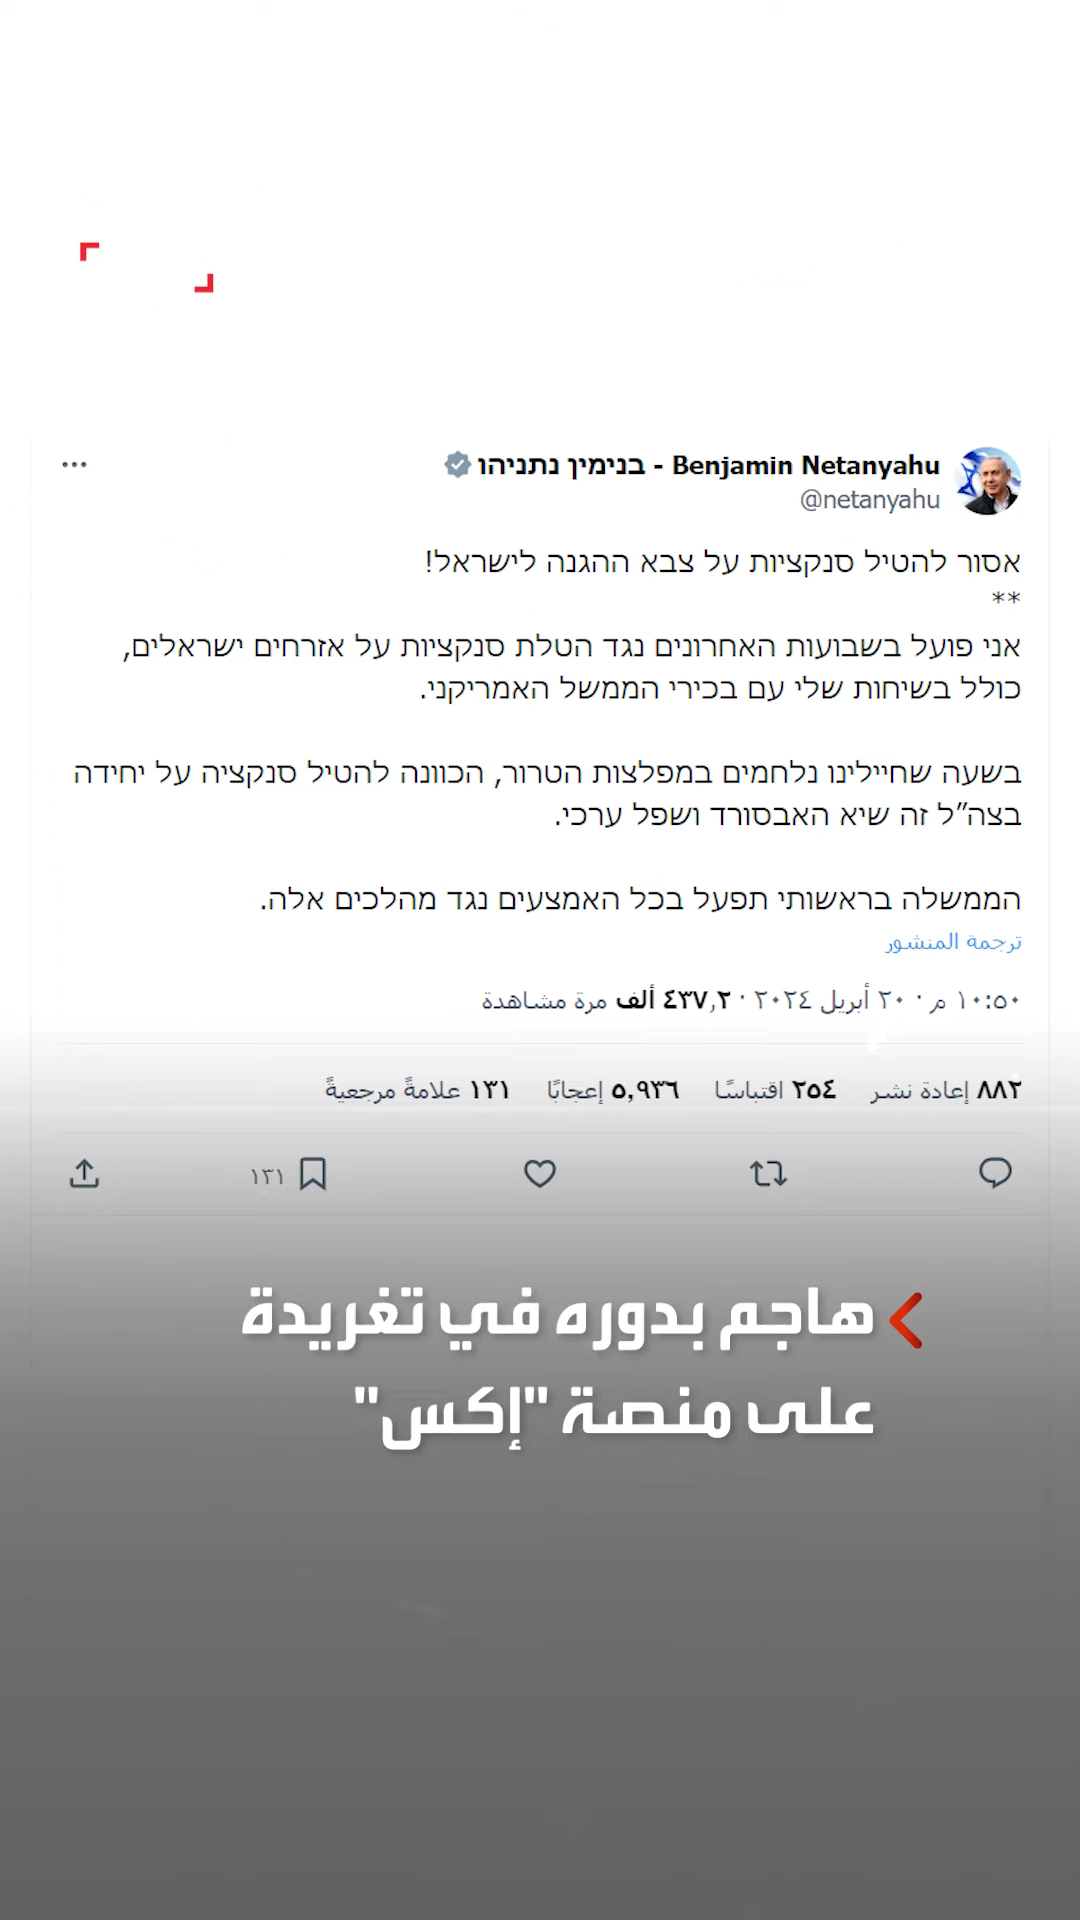 Benjamin Netanyahu - בנימין נתניהו
@netanyahu
אסור להטיל סנקציות על צבא ההגנה לישראל!
**
אני פועל בשבועות האחרונים נגד הטלת סנקציות על אזרחים ישראלים,
כולל בשיחות שלי עם בכירי הממשל האמריקני.
בשעה שחיילינו נלחמים במפלצות הטרור, הכוונה להטיל סנקציה על יחידה
בצה״ל זה שיא האבסורד ושפל ערכי.
הממשלה בראשותי תפעל בכל האמצעים נגד מהלכים אלה.
ترجمة المنشور
١٠:٥٠ م · ٢٠ أبريل ٢٠٢٤ · ٤٣٧,٢ ألف مرة مشاهدة
٨٨٢ إعادة نشر ٢٥٤ اقتباسًا ٥,٩٣٦ إعجابًا ١٣١ علامةً مرجعيةً
١٣١
هاجم بدوره في تغريدة
على منصة "إكس"